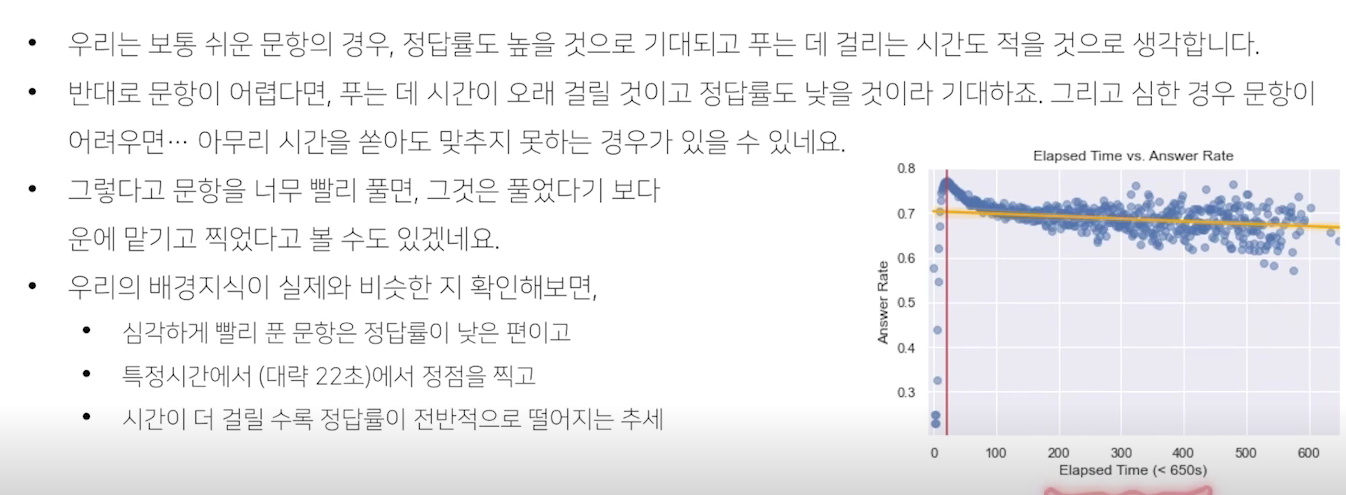 • 우리는 보통 쉬운 문항의 경우, 정답률도 높을 것으로 기대되고 푸는 데 걸리는 시간도 적을 것으로 생각합니다.
• 반대로 문항이 어렵다면, 푸는 데 시간이 오래 걸릴 것이고 정답률도 낮을 것이라 기대하죠. 그리고 심한 경우 문항이
어려우면… 아무리 시간을 쏟아도 맞추지 못하는 경우가 있을 수 있네요.
• 그렇다고 문항을 너무 빨리 풀면, 그것은 풀었다기 보다
운에 맡기고 찍었다고 볼 수도 있겠네요.
• 우리의 배경지식이 실제와 비슷한 지 확인해보면,
• 심각하게 빨리 푼 문항은 정답률이 낮은 편이고
• 특정시간에서 (대략 22초)에서 정점을 찍고
• 시간이 더 걸릴 수록 정답률이 전반적으로 떨어지는 추세
Elapsed Time vs. Answer Rate
Answer Rate
0.8
0.7
0.6
0.5
0.4
0.3
0 100 200 300 400 500 600
Elapsed Time (< 650s)